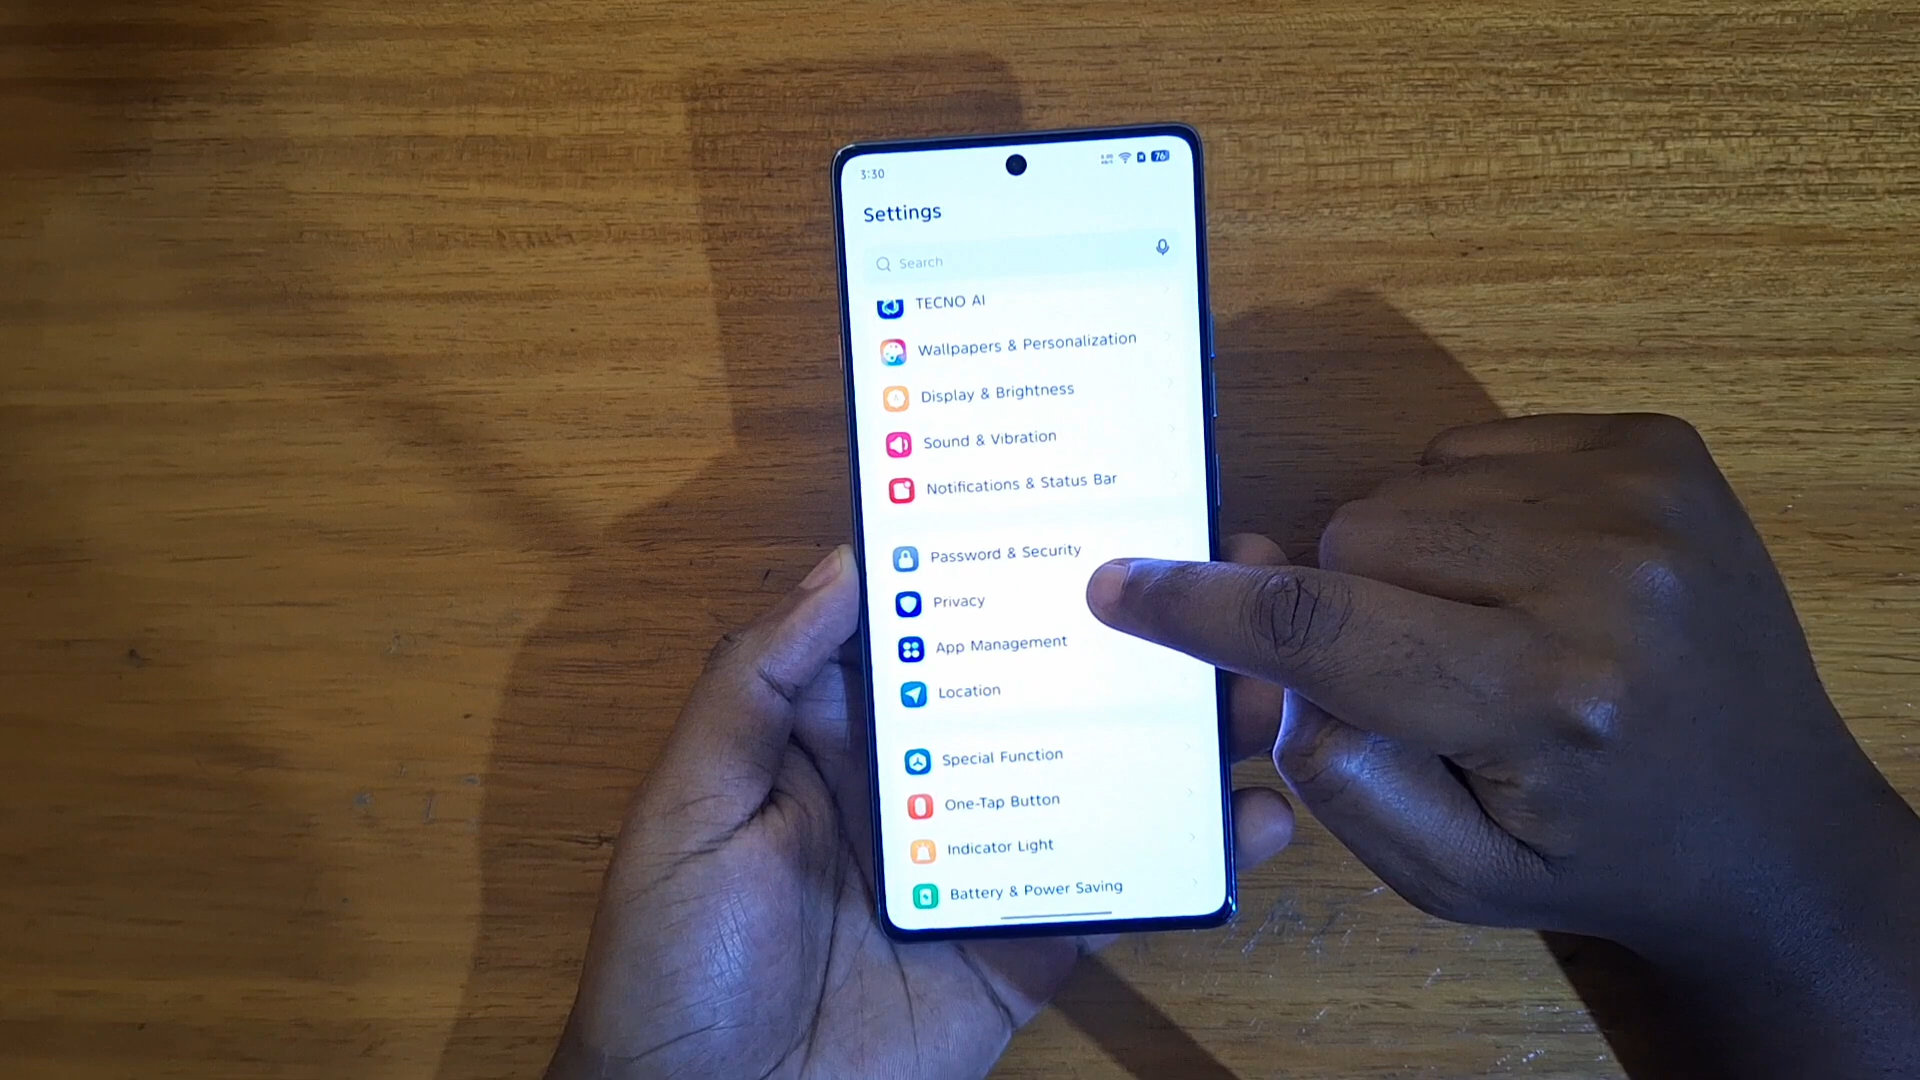 3:30
76
Settings
Search
TECNO AI
Wallpapers & Personalization
Display & Brightness
Sound & Vibration
Notifications & Status Bar
Password & Security
Privacy
App Management
Location
Special Function
One-Tap Button
Indicator Light
Battery & Power Saving